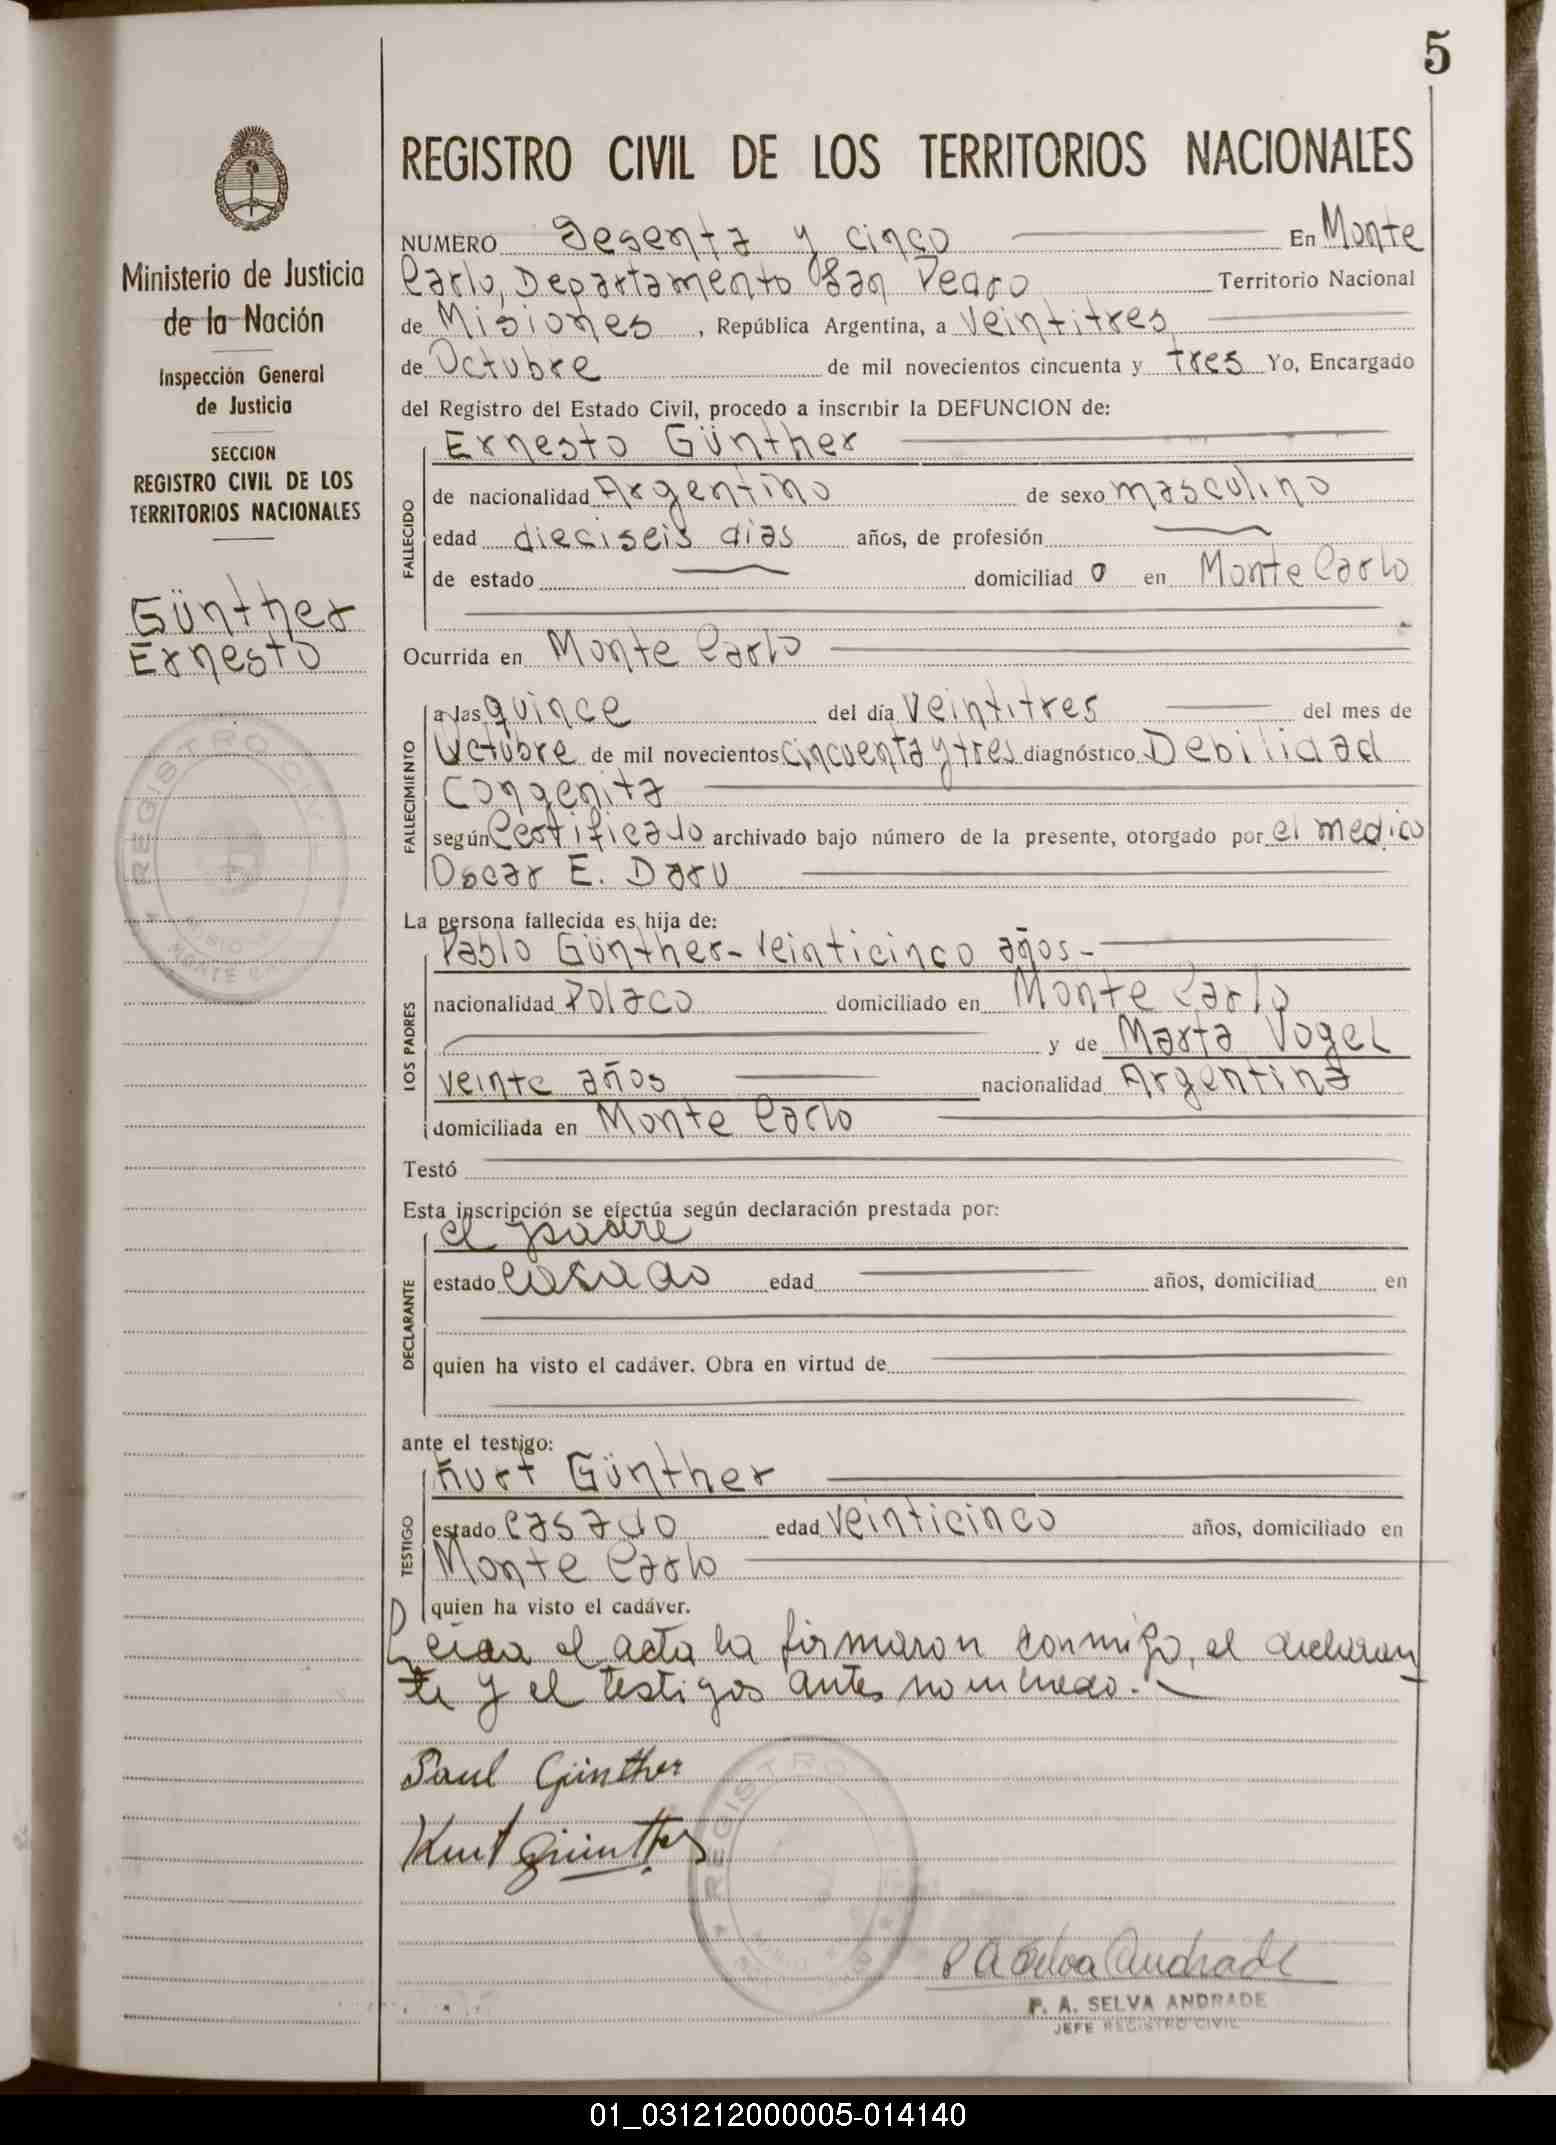 5
REGISTRO CIVIL DE LOS TERRITORIOS NACIONALES
Ministerio de Justicia
de la Nación
Inspección General
de Justicia
SECCION
REGISTRO CIVIL DE LOS
TERRITORIOS NACIONALES
Günther
Ernesto
REGISTRO CIVIL
NUMERO Sesenta y cinco En Monte
Carlo, Departamento San Pedro Territorio Nacional
de Misiones, República Argentina, a Veintitres
de Octubre de mil novecientos cincuenta y tres Yo, Encargado
del Registro del Estado Civil, procedo a inscribir la DEFUNCION de:
Ernesto Günther
FALLECIDO
de nacionalidad Argentino de sexo masculino
edad dieciseis dias años, de profesión
de estado domiciliad o en Monte Carlo
Ocurrida en Monte Carlo
FALLECIMIENTO
a las quince del día Veintitres del mes de
Octubre de mil novecientos cincuenta y tres diagnóstico Debilidad
Congenita
según Certificado archivado bajo número de la presente, otorgado por el medico
Oscar E. Daru
La persona fallecida es hija de:
LOS PADRES
Pablo Günther- Veinticinco años-
nacionalidad Polaco domiciliado en Monte Carlo
y de Marta Vogel
veinte años nacionalidad Argentina
domiciliada en Monte Carlo
Testó
Esta inscripción se efectúa según declaración prestada por:
DECLARANTE
el padre
estado casado edad años, domiciliad en
quien ha visto el cadáver. Obra en virtud de
ante el testigo:
TESTIGO
Kurt Günther
estado casado edad veinticinco años, domiciliado en
Monte Carlo
quien ha visto el cadáver.
Leida el acta la firmaron conmigo, el declaran
te y el testigos antes nombrado.
Paul Günther
Kurt Günther
REGISTRO
P A Selva Andrade
P. A. SELVA ANDRADE
JEFE REGISTRO CIVIL
01_031212000005-014140